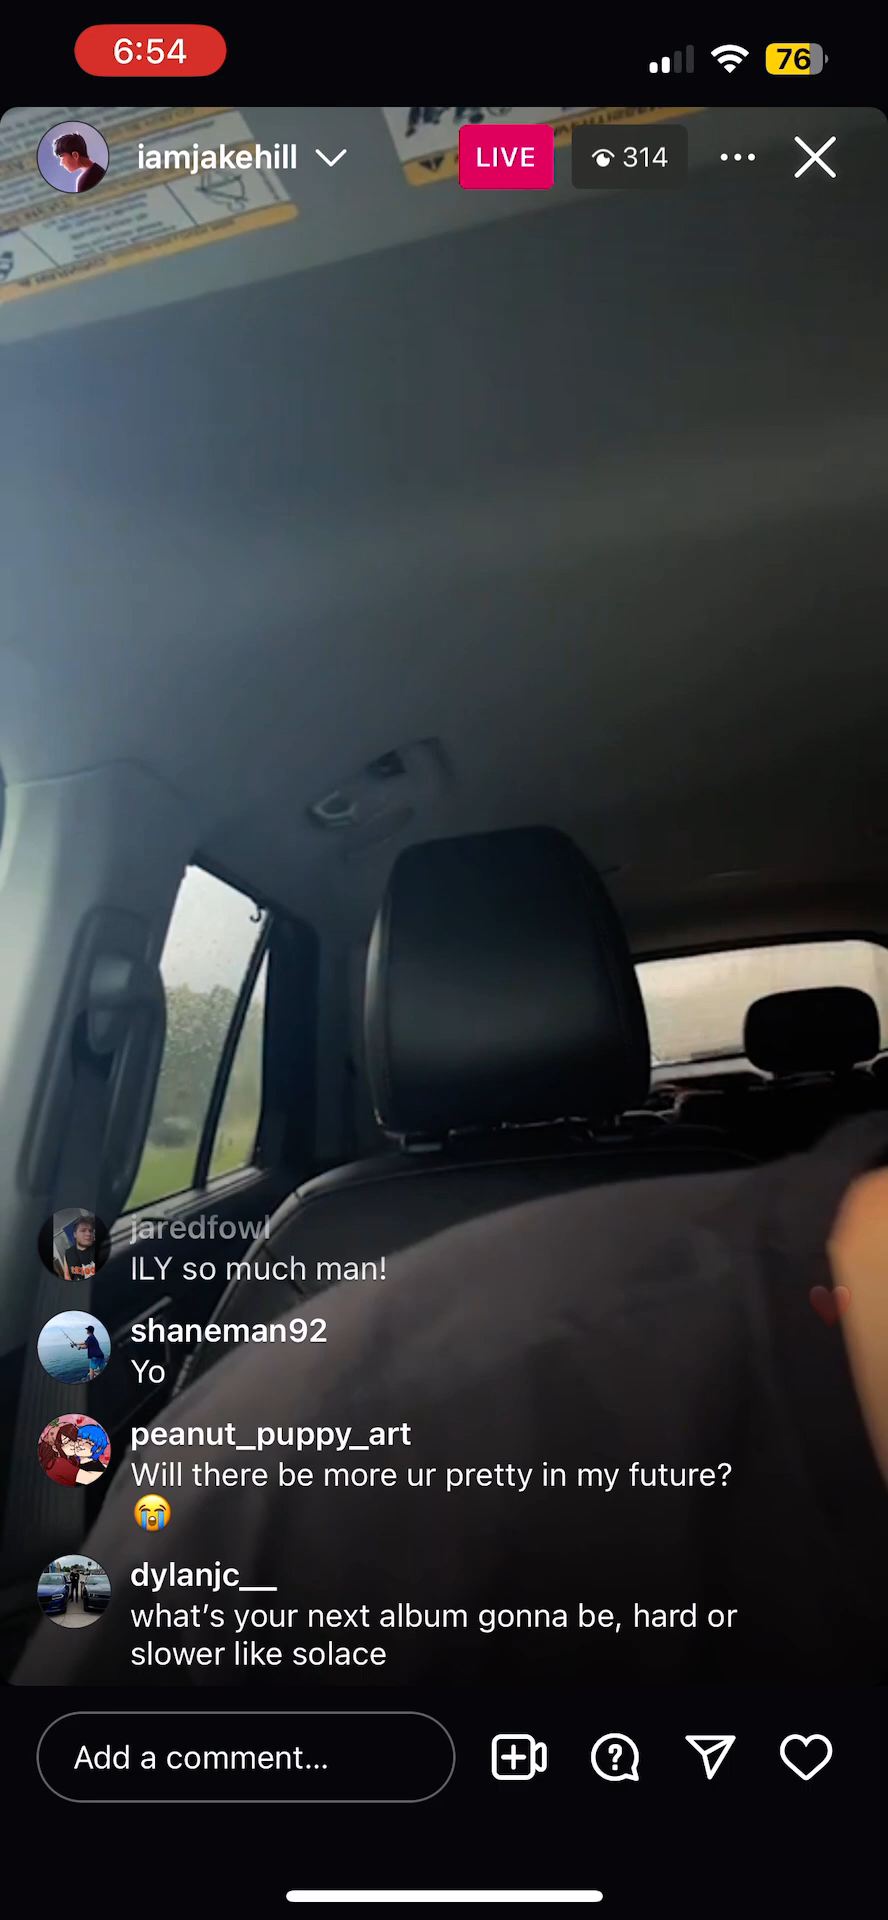 6:54
76
iamjakehill
LIVE
314
jaredfowl
ILY so much man!
shaneman92
Yo
peanut_puppy_art
Will there be more ur pretty in my future?
😭
dylanjc__
what's your next album gonna be, hard or
slower like solace
Add a comment...